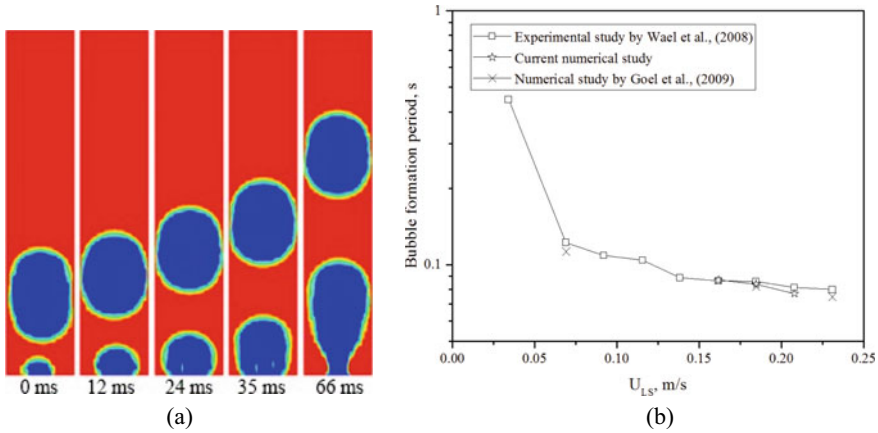 0 ms 12 ms 24 ms 35 ms 66 ms
(a)
1
0.1
Bubble formation period, s
Experimental study by Wael et al., (2008)
Current numerical study
Numerical study by Goel et al., (2009)
0.00 0.05 0.10 0.15 0.20 0.25
U_LS, m/s
(b)